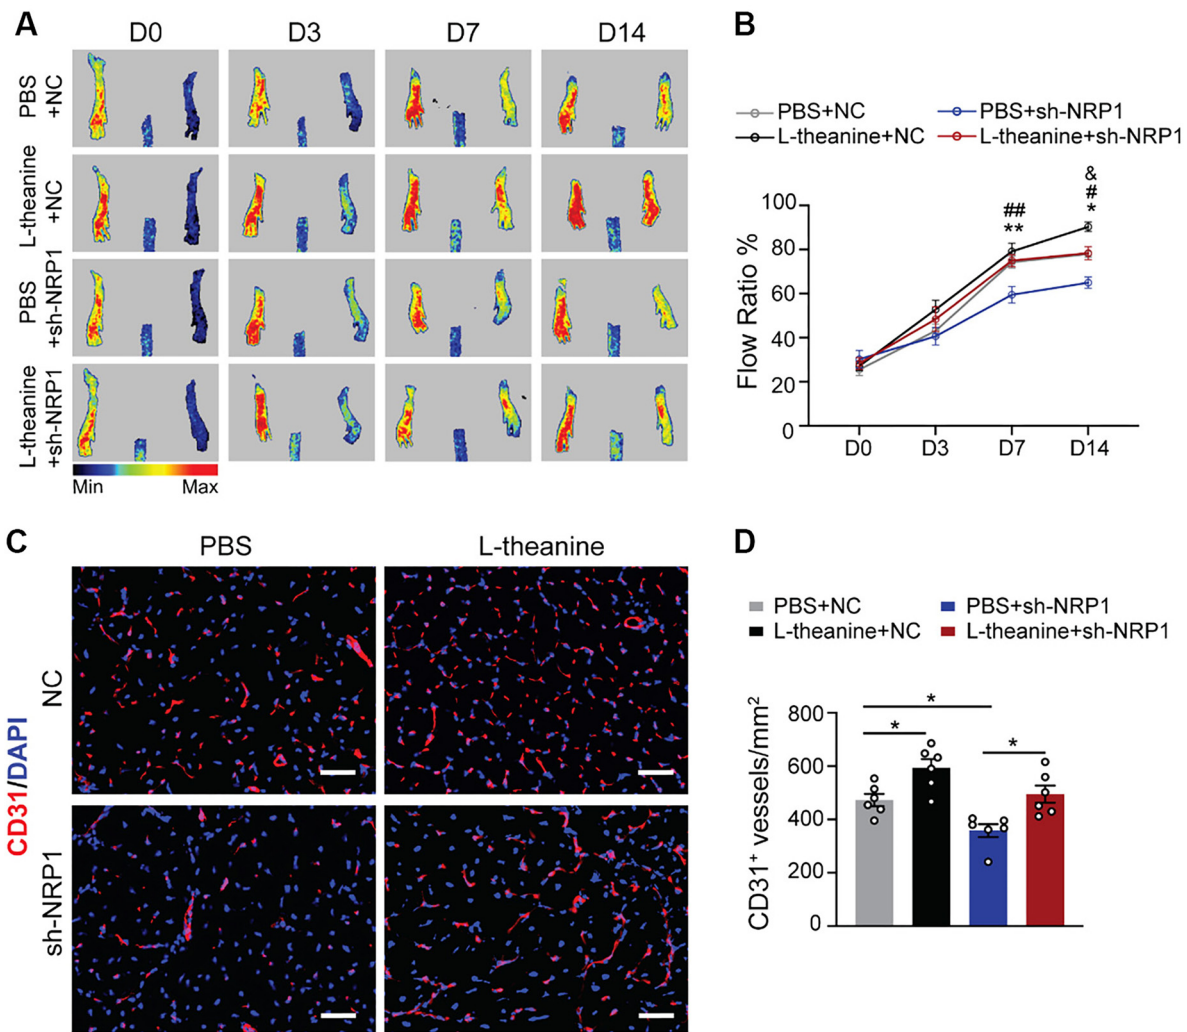 A
D0 D3 D7 D14
PBS
+NC
L-theanine
+NC
PBS
+sh-NRP1
L-theanine
+sh-NRP1
Min Max
B
PBS+NC PBS+sh-NRP1
L-theanine+NC L-theanine+sh-NRP1
Flow Ratio %
100
80
60
40
20
0
##
**
&
#
*
D0 D3 D7 D14
C
PBS L-theanine
CD31/DAPI
NC
sh-NRP1
D
PBS+NC PBS+sh-NRP1
L-theanine+NC L-theanine+sh-NRP1
CD31⁺ vessels/mm²
800
600
400
200
0
*
*
*